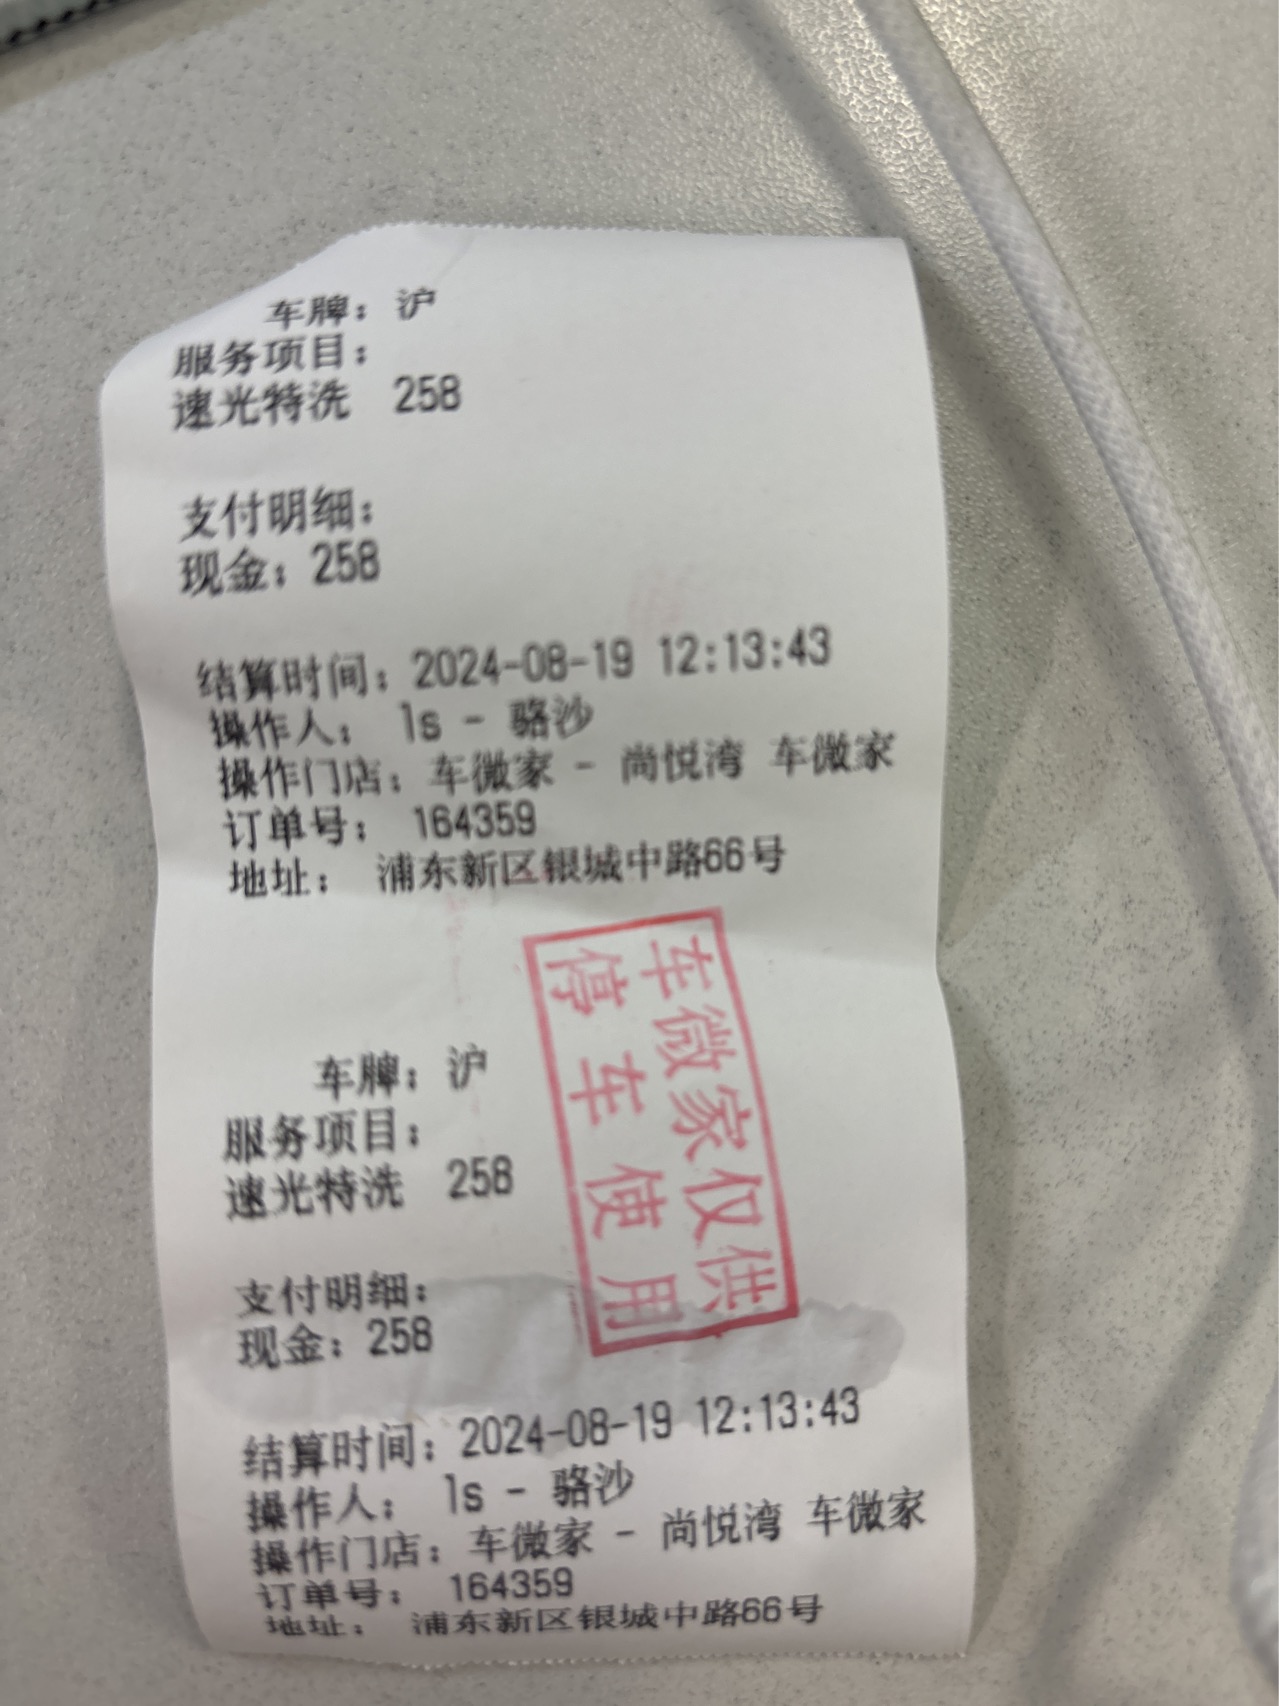 车牌：沪
服务项目：
速光特洗 258
支付明细：
现金：258
结算时间：2024-08-19 12:13:43
操作人： ls - 骆沙
操作门店：车微家 - 尚悦湾 车微家
订单号： 164359
地址： 浦东新区银城中路66号
车微家仅供
停车使用
车牌：沪
服务项目：
速光特洗 258
支付明细：
现金：258
结算时间：2024-08-19 12:13:43
操作人： ls - 骆沙
操作门店：车微家 - 尚悦湾 车微家
订单号： 164359
地址： 浦东新区银城中路66号